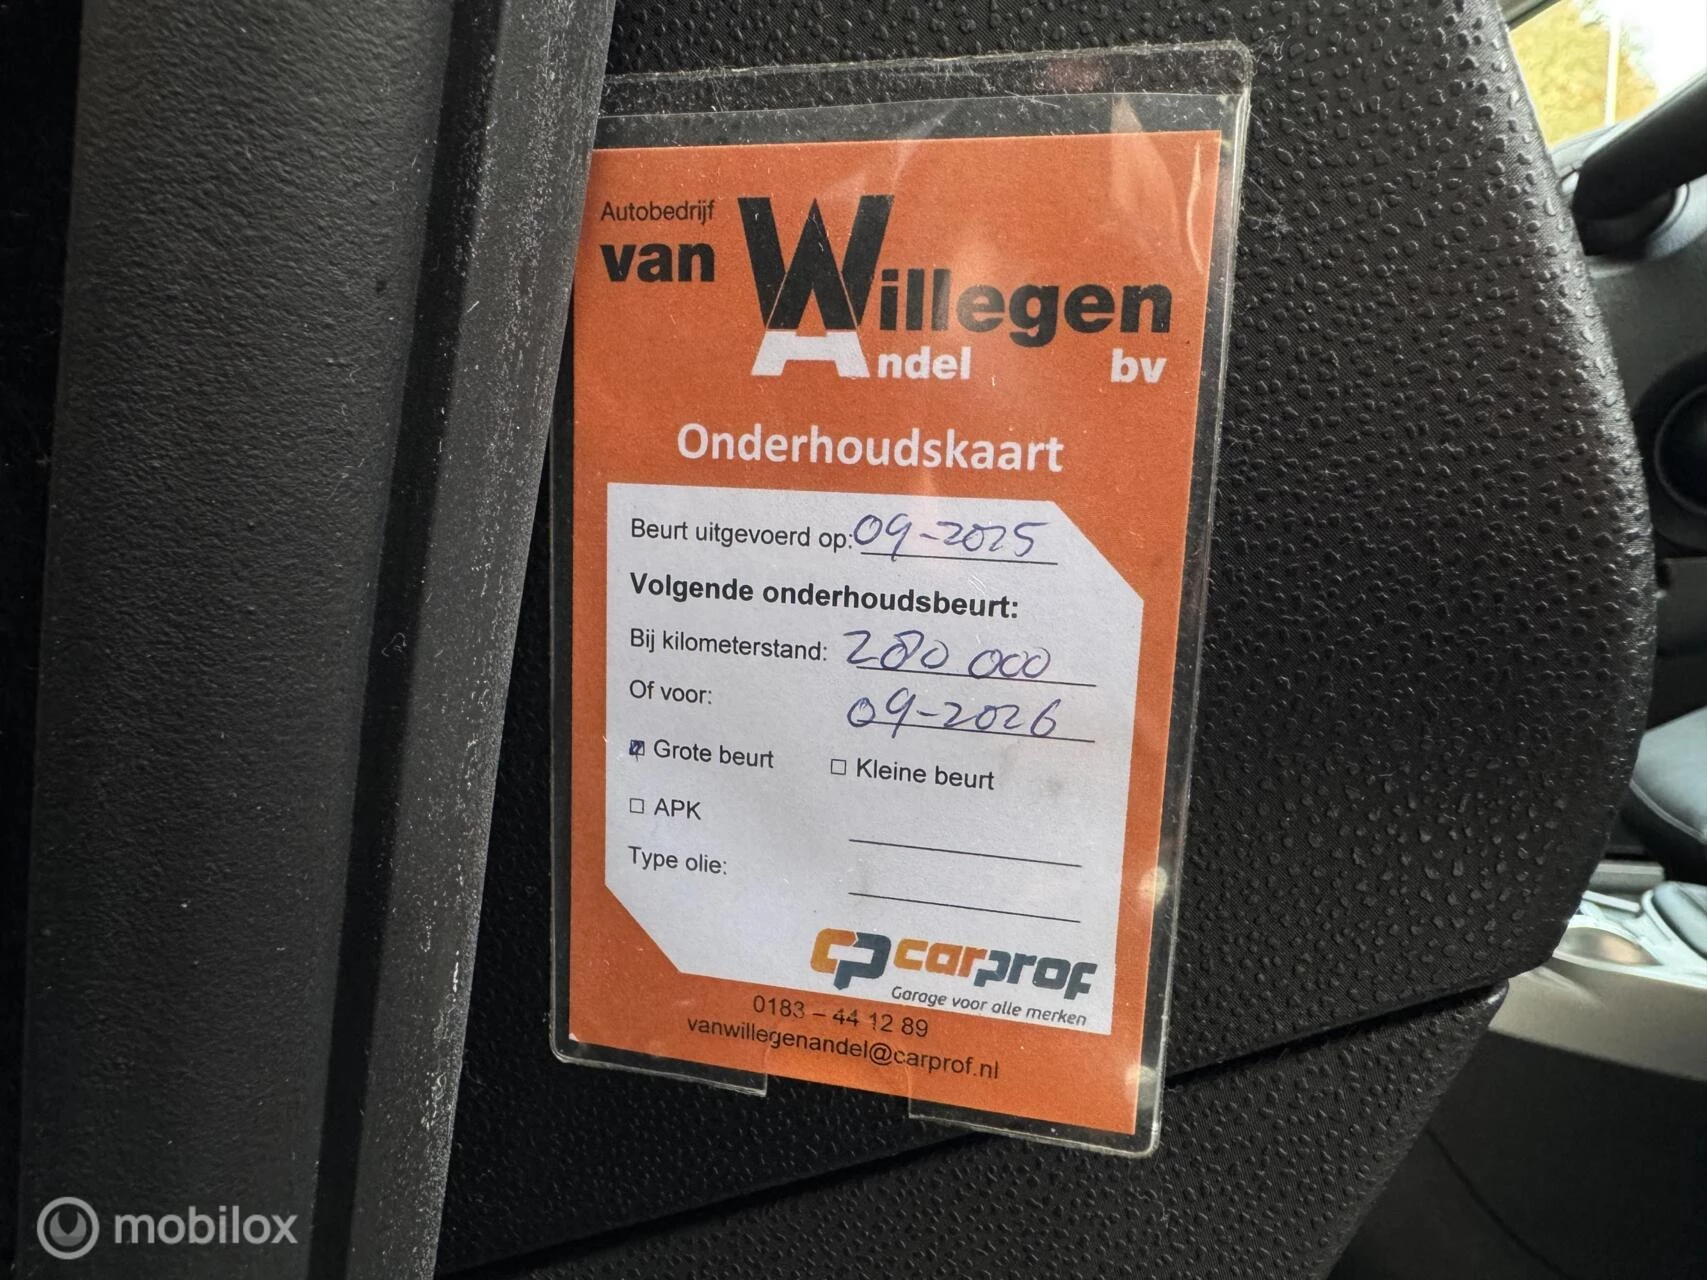 Autobedrijf
van Willegen
Andel bv
Onderhoudskaart
Beurt uitgevoerd op: 09-2025
Volgende onderhoudsbeurt:
Bij kilometerstand: 280 000
Of voor: 09-2026
Grote beurt Kleine beurt
APK
Type olie:
CP carprof
Garage voor alle merken
0183 – 44 12 89
vanwillegenandel@carprof.nl
mobilox